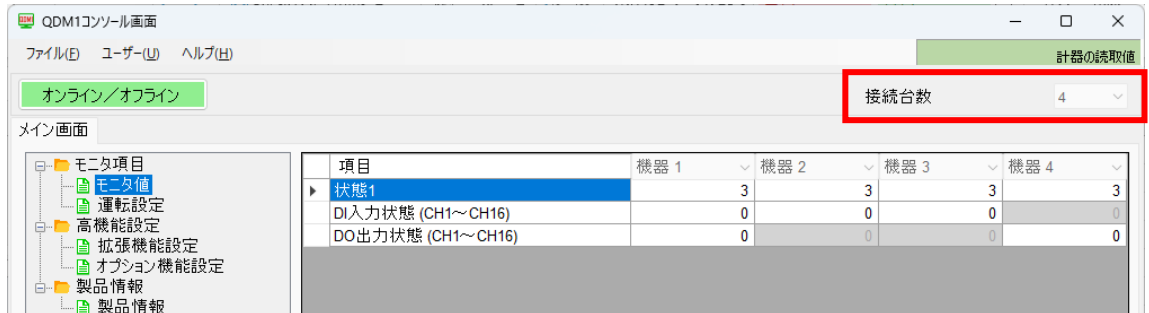 QDM1コンソール画面
ファイル(F) ユーザー(U) ヘルプ(H)
計器の読取値
オンライン／オフライン
接続台数 4
メイン画面
モニタ項目
モニタ値
運転設定
高機能設定
拡張機能設定
オプション機能設定
製品情報
製品情報
項目 機器 1 機器 2 機器 3 機器 4
状態1 3 3 3 3
DI入力状態 (CH1～CH16) 0 0 0 0
DO出力状態 (CH1～CH16) 0 0 0 0